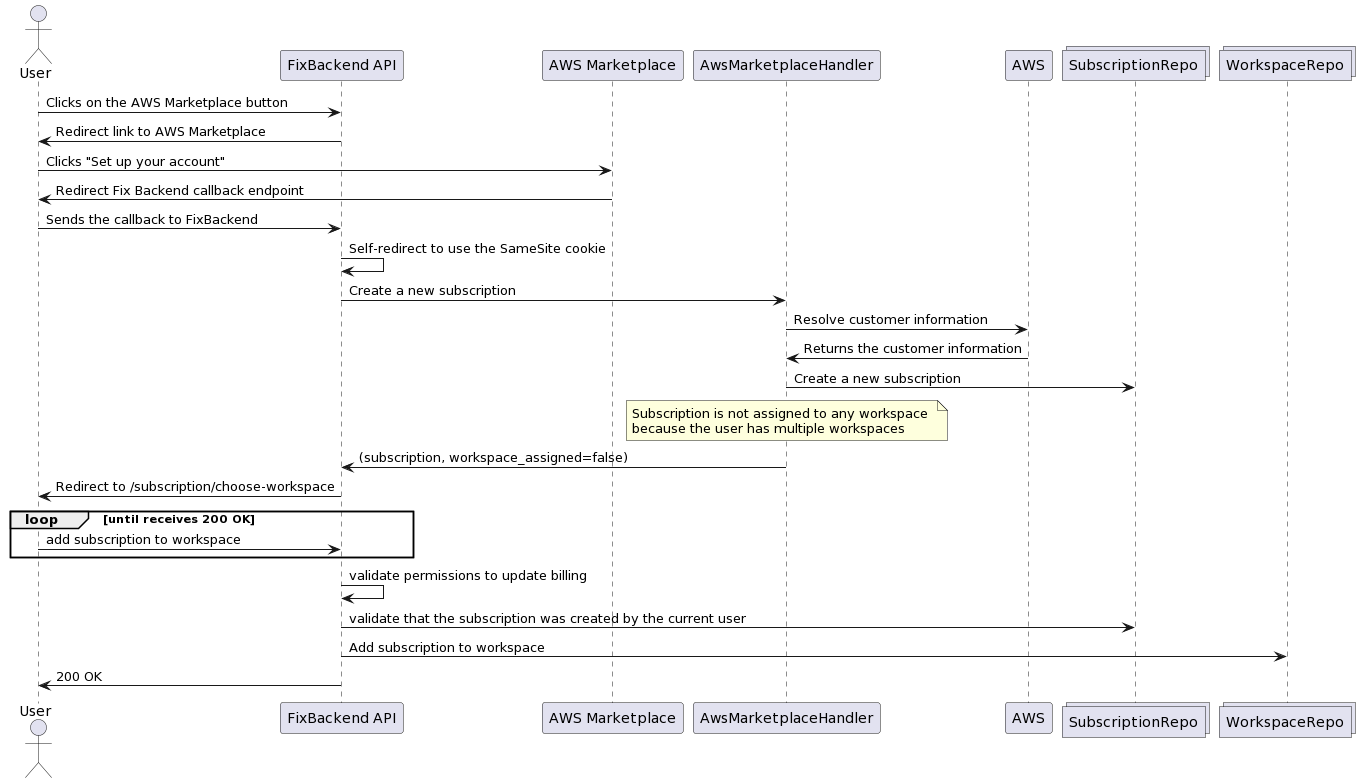 User
FixBackend API
AWS Marketplace
AwsMarketplaceHandler
AWS
SubscriptionRepo
WorkspaceRepo
Clicks on the AWS Marketplace button
Redirect link to AWS Marketplace
Clicks "Set up your account"
Redirect Fix Backend callback endpoint
Sends the callback to FixBackend
Self-redirect to use the SameSite cookie
Create a new subscription
Resolve customer information
Returns the customer information
Create a new subscription
Subscription is not assigned to any workspace
because the user has multiple workspaces
(subscription, workspace_assigned=false)
Redirect to /subscription/choose-workspace
loop [until receives 200 OK]
add subscription to workspace
validate permissions to update billing
validate that the subscription was created by the current user
Add subscription to workspace
200 OK
User
FixBackend API
AWS Marketplace
AwsMarketplaceHandler
AWS
SubscriptionRepo
WorkspaceRepo